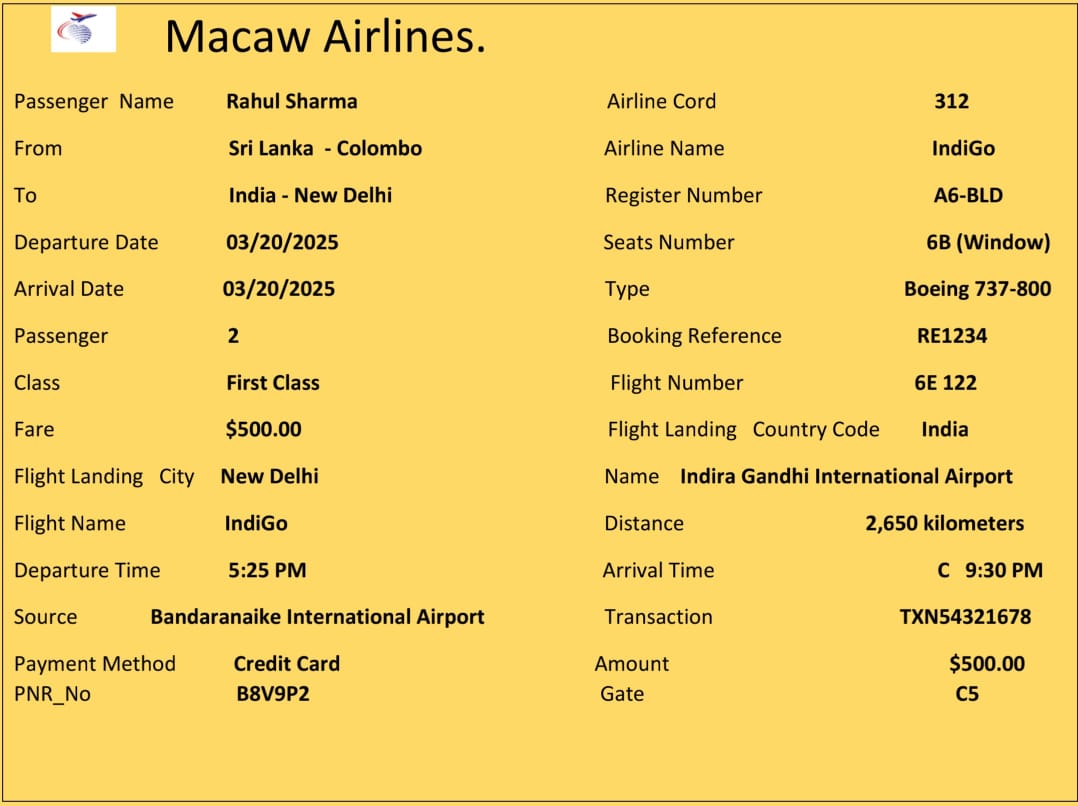 Macaw Airlines.
Passenger Name Rahul Sharma Airline Cord 312
From Sri Lanka - Colombo Airline Name IndiGo
To India - New Delhi Register Number A6-BLD
Departure Date 03/20/2025 Seats Number 6B (Window)
Arrival Date 03/20/2025 Type Boeing 737-800
Passenger 2 Booking Reference RE1234
Class First Class Flight Number 6E 122
Fare $500.00 Flight Landing Country Code India
Flight Landing City New Delhi Name Indira Gandhi International Airport
Flight Name IndiGo Distance 2,650 kilometers
Departure Time 5:25 PM Arrival Time C 9:30 PM
Source Bandaranaike International Airport Transaction TXN54321678
Payment Method Credit Card Amount $500.00
PNR_No B8V9P2 Gate C5